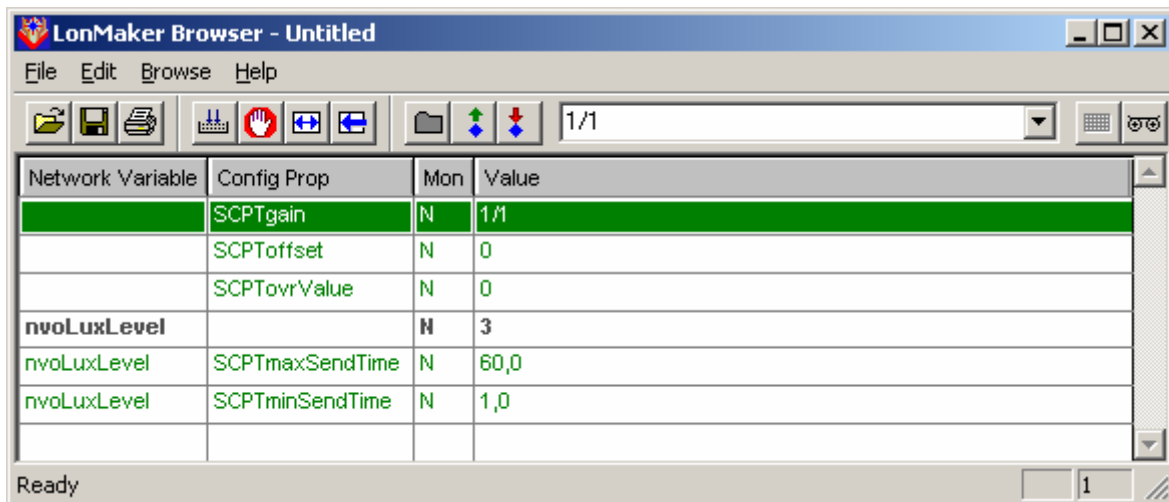 LonMaker Browser - Untitled
File Edit Browse Help
1/1
Network Variable Config Prop Mon Value
SCPTgain N 1/1
SCPToffset N 0
SCPTovrValue N 0
nvoLuxLevel N 3
nvoLuxLevel SCPTmaxSendTime N 60,0
nvoLuxLevel SCPTminSendTime N 1,0
Ready 1